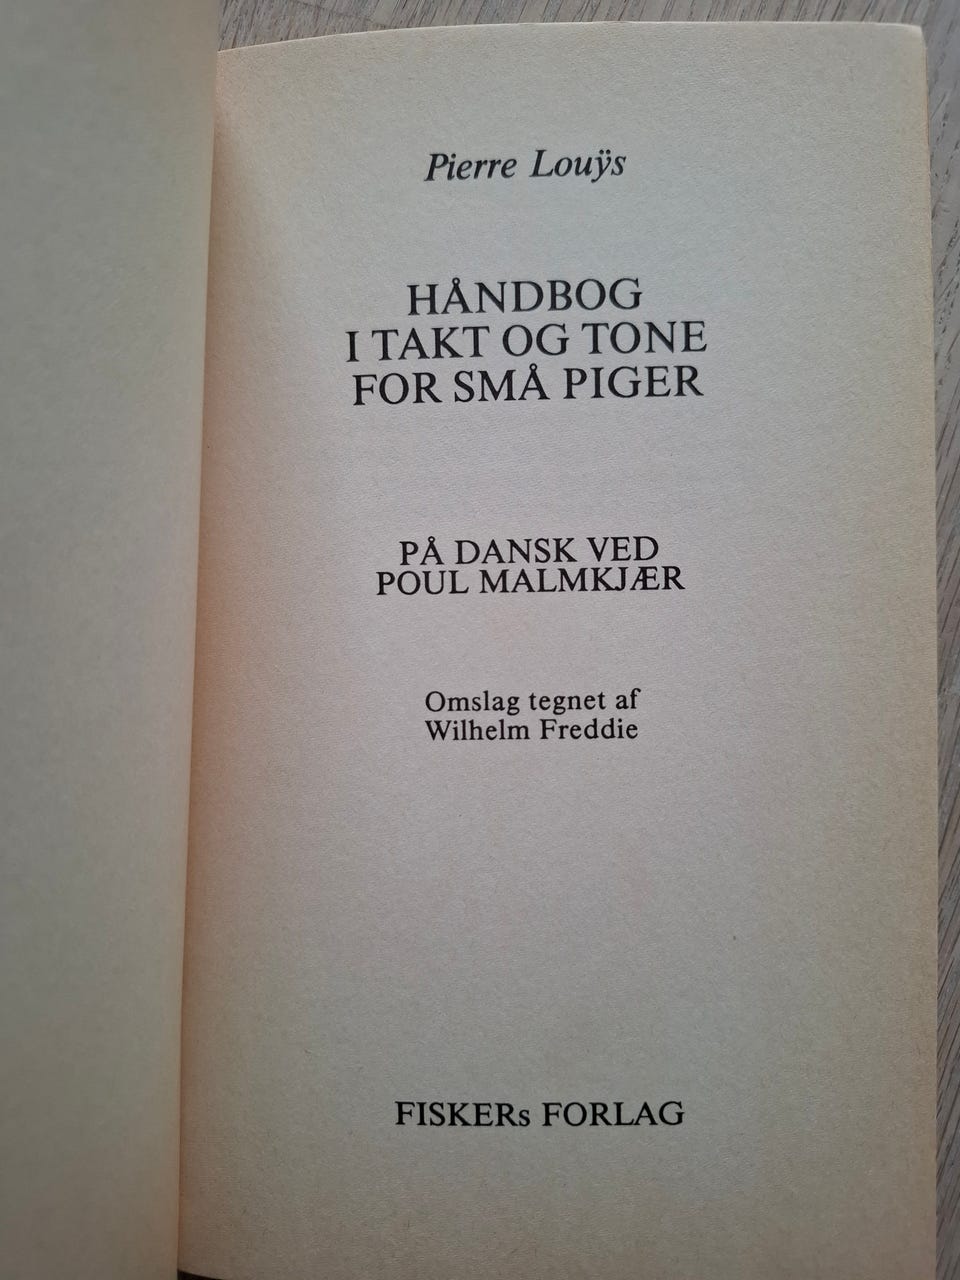 Pierre Louÿs
HÅNDBOG
I TAKT OG TONE
FOR SMÅ PIGER
PÅ DANSK VED
POUL MALMKJÆR
Omslag tegnet af
Wilhelm Freddie
FISKERs FORLAG